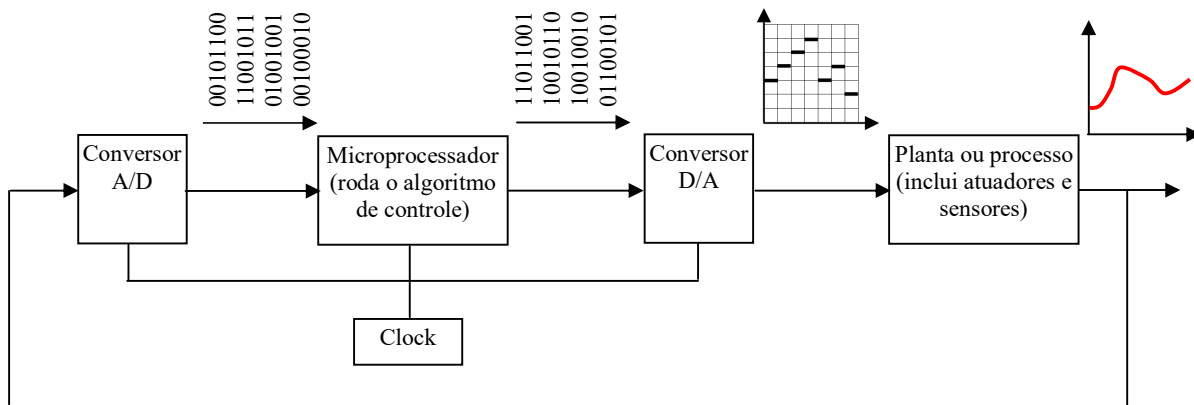 00101100
11001011
01001001
00100010
11011001
10010110
10010010
01100101
Conversor
A/D
Microprocessador
(roda o algoritmo
de controle)
Conversor
D/A
Planta ou processo
(inclui atuadores e
sensores)
Clock